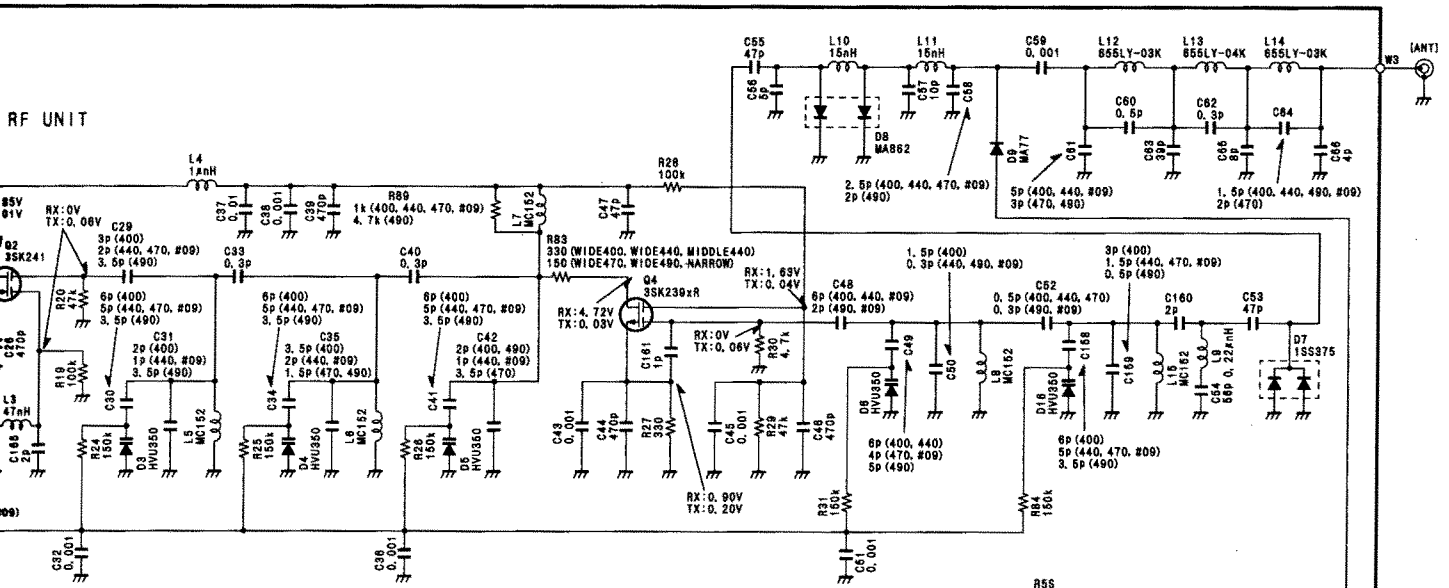 RF UNIT
C55
47p
C56
5p
L10
15nH
L11
15nH
C57
10p
C58
C59
0.001
L12
855LY-03K
L13
855LY-04K
L14
855LY-03K
W3
[ANT]
D8
MA862
D9
MA77
C60
0.5p
C62
0.3p
C64
C61
C63
39p
C66
4p
2.5p (400, 440, 470, #09)
2p (490)
5p (400, 440, #09)
3p (470, 490)
1.5p (400, 440, 490, #09)
2p (470)
L4
C37
0.01
C38
0.001
C39
470p
R89
1k (400, 440, 470, #09)
4.7k (490)
L7
MC152
C47
47p
R28
100k
RX:0V
TX:0.06V
Q2
3SK241
C29
3p (400)
2p (440, 470, #09)
3.5p (490)
C33
0.3p
C40
0.3p
R83
330 (WIDE400, WIDE440, MIDDLE440)
150 (WIDE470, WIDE490, NARROW)
Q4
3SK239xR
RX:4.72V
TX:0.03V
RX:1.63V
TX:0.04V
RX:0V
TX:0.06V
R20
47k
6p (400)
5p (440, 470, #09)
3.5p (490)
C31
2p (400)
1p (440, #09)
3.5p (490)
6p (400)
5p (440, 470, #09)
3.5p (490)
C35
3.5p (400)
2p (440, #09)
1.5p (470, 490)
6p (400)
5p (440, 470, #09)
3.5p (490)
C42
2p (400, 490)
1p (440, #09)
3.5p (470)
C48
6p (400, 440, #09)
2p (490, #09)
1.5p (400)
0.3p (440, 490, #09)
C52
0.5p (400, 440, 470)
0.3p (490, #09)
3p (400)
1.5p (440, 470, #09)
0.5p (490)
C160
2p
C53
47p
D7
1SS375
C26
470p
R19
100k
L3
47nH
C165
2p
C30
R24
150k
D3
HVU350
L5
MC152
C34
R25
150k
D4
HVU350
L6
MC152
C41
R26
150k
D5
HVU350
C161
1p
R30
4.7k
C43
0.001
C44
470p
R27
330
C45
0.001
R29
47k
C46
470p
C49
D6
HVU350
C50
MC152
C158
D16
HVU350
C159
L15
MC152
C54
56p
6p (400, 440)
4p (470, #09)
5p (490)
6p (400)
5p (440, 470, #09)
3.5p (490)
RX:0.90V
TX:0.20V
R31
150k
R84
150k
C32
0.001
C36
0.001
C51
0.001
R5S